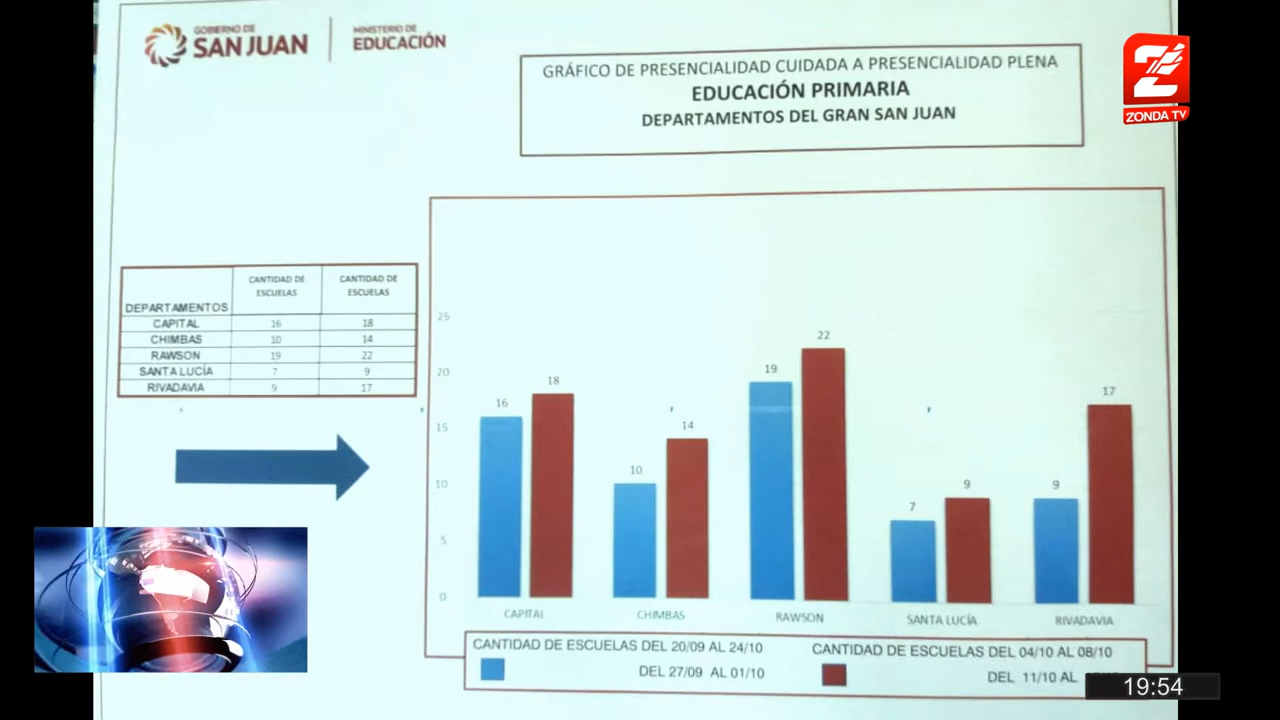 GOBIERNO DE
SAN JUAN
MINISTERIO DE
EDUCACIÓN
GRÁFICO DE PRESENCIALIDAD CUIDADA A PRESENCIALIDAD PLENA
EDUCACIÓN PRIMARIA
DEPARTAMENTOS DEL GRAN SAN JUAN
Z
ZONDA TV
DEPARTAMENTOS CANTIDAD DE ESCUELAS CANTIDAD DE ESCUELAS
CAPITAL 16 18
CHIMBAS 10 14
RAWSON 19 22
SANTA LUCÍA 7 9
RIVADAVIA 9 17
25
20
15
10
5
0
16 18
10 14
19 22
7 9
9 17
CAPITAL CHIMBAS RAWSON SANTA LUCÍA RIVADAVIA
CANTIDAD DE ESCUELAS DEL 20/09 AL 24/10
DEL 27/09 AL 01/10
CANTIDAD DE ESCUELAS DEL 04/10 AL 08/10
DEL 11/10 AL
19:54